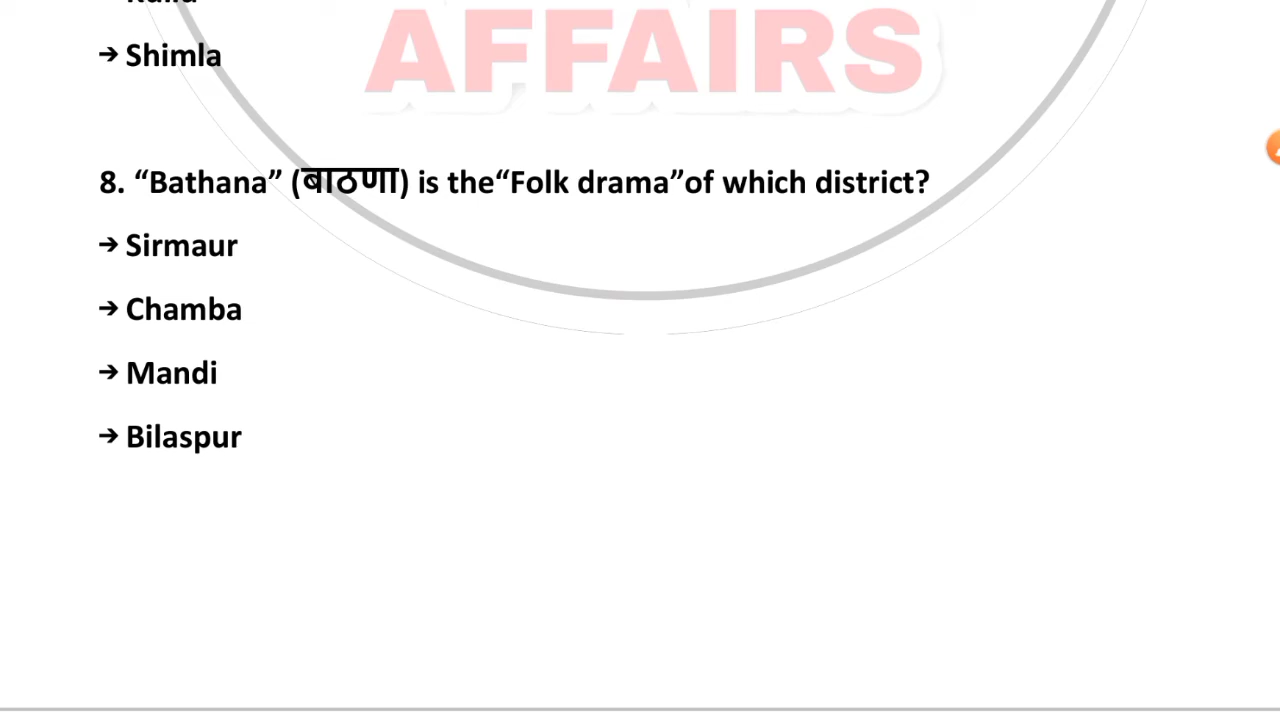 AFFAIRS
→ Shimla
8. “Bathana” (बाठणा) is the“Folk drama”of which district?
→ Sirmaur
→ Chamba
→ Mandi
→ Bilaspur